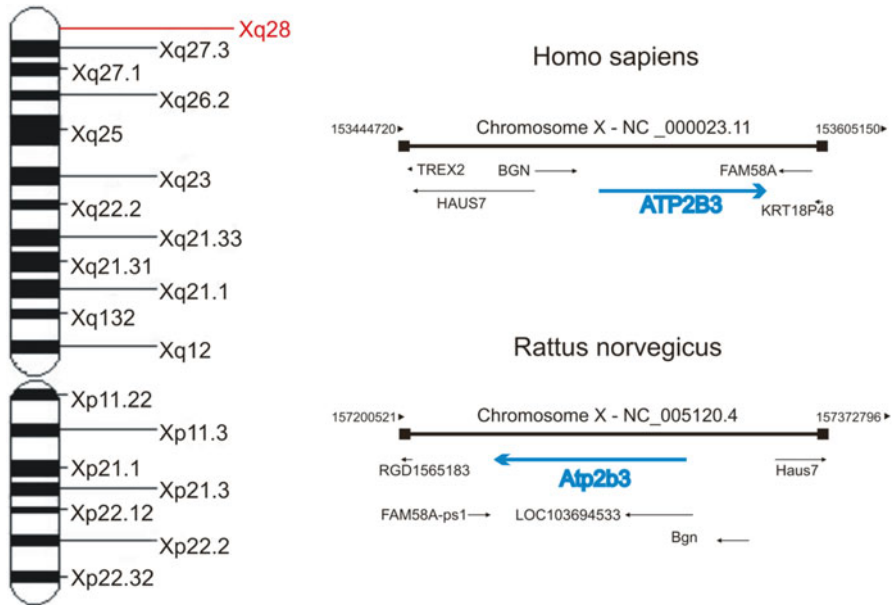 Xq28
Xq27.3
Xq27.1
Xq26.2
Xq25
Xq23
Xq22.2
Xq21.33
Xq21.31
Xq21.1
Xq132
Xq12
Xp11.22
Xp11.3
Xp21.1
Xp21.3
Xp22.12
Xp22.2
Xp22.32
Homo sapiens
153444720 Chromosome X - NC _000023.11 153605150
TREX2 BGN FAM58A
HAUS7 ATP2B3 KRT18P48
Rattus norvegicus
157200521 Chromosome X - NC_005120.4 157372796
RGD1565183 Atp2b3 Haus7
FAM58A-ps1 LOC103694533
Bgn